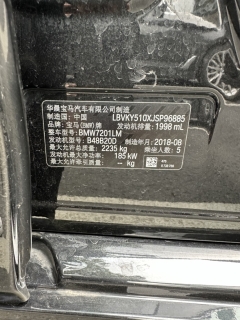 华晨宝马汽车有限公司制造
制造国: 中国 LBVKY510XJSP96885
品牌: 宝马(BMW)牌 发动机排量: 1998 mL
整车型号: BMW7201LM
发动机型号: B48B20D 制造年月: 2018-08
最大允许总质量: 2235 kg 乘坐人数: 5
发动机最大净功率: 185 kW
最大允许牵引质量: -- kg